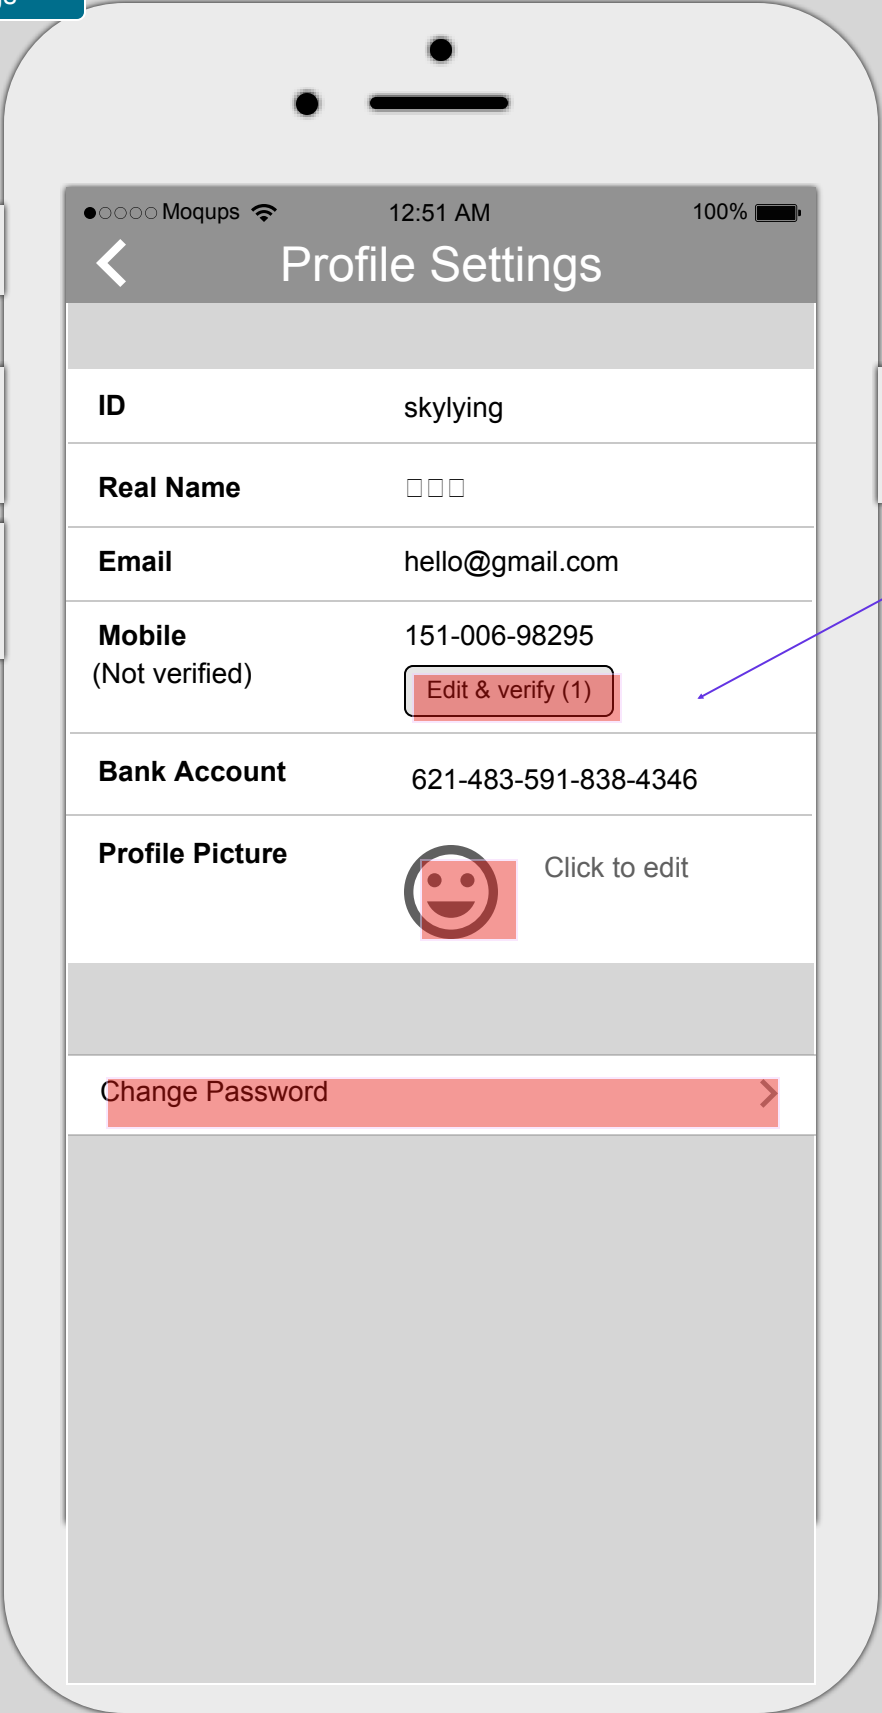 Moqups
12:51 AM
100%
Profile Settings
ID
skylying
Real Name
Email
hello@gmail.com
Mobile
151-006-98295
(Not verified)
Edit & verify (1)
Bank Account
621-483-591-838-4346
Profile Picture
Click to edit
Change Password